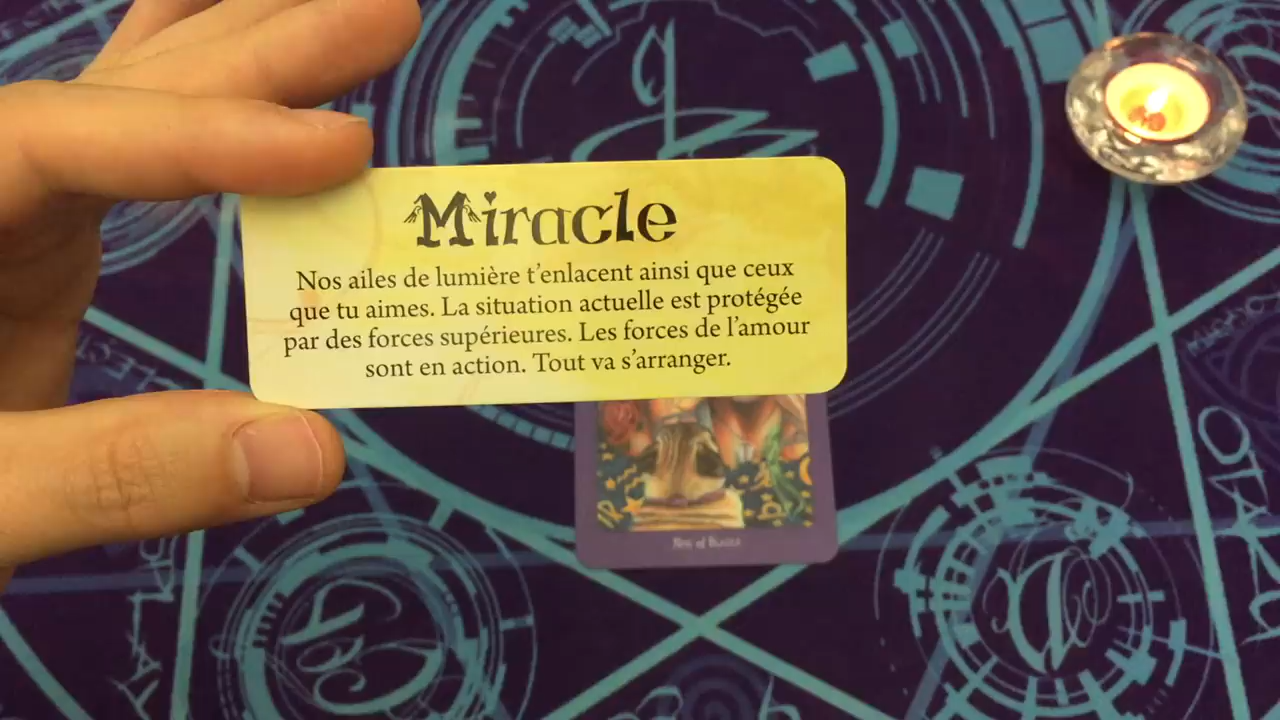 Miracle
Nos ailes de lumière t'enlacent ainsi que ceux
que tu aimes. La situation actuelle est protégée
par des forces supérieures. Les forces de l'amour
sont en action. Tout va s'arranger.